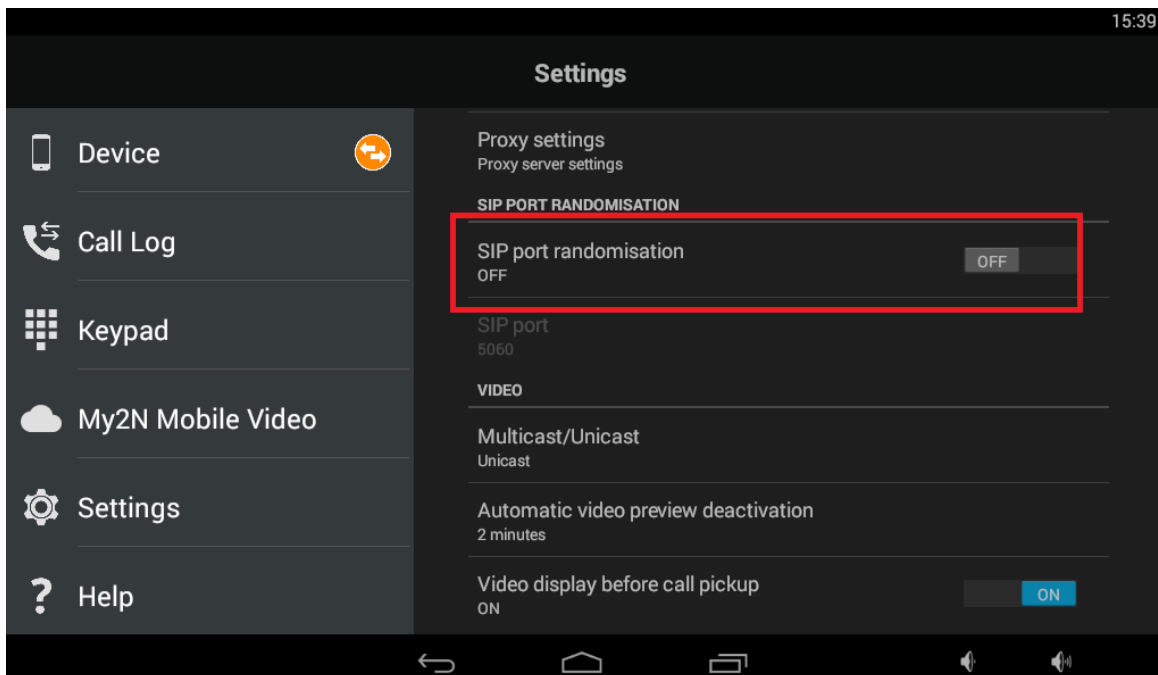 15:39
Settings
Device
Call Log
Keypad
My2N Mobile Video
Settings
Help
Proxy settings
Proxy server settings
SIP PORT RANDOMISATION
SIP port randomisation
OFF
OFF
SIP port
5060
VIDEO
Multicast/Unicast
Unicast
Automatic video preview deactivation
2 minutes
Video display before call pickup
ON
ON